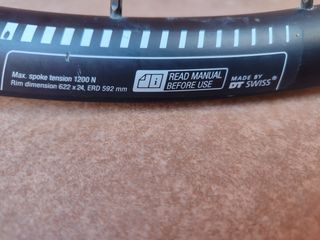 Max. spoke tension 1200 N
Rim dimension 622 x 24, ERD 592 mm
READ MANUAL
BEFORE USE
MADE BY
DT SWISS®